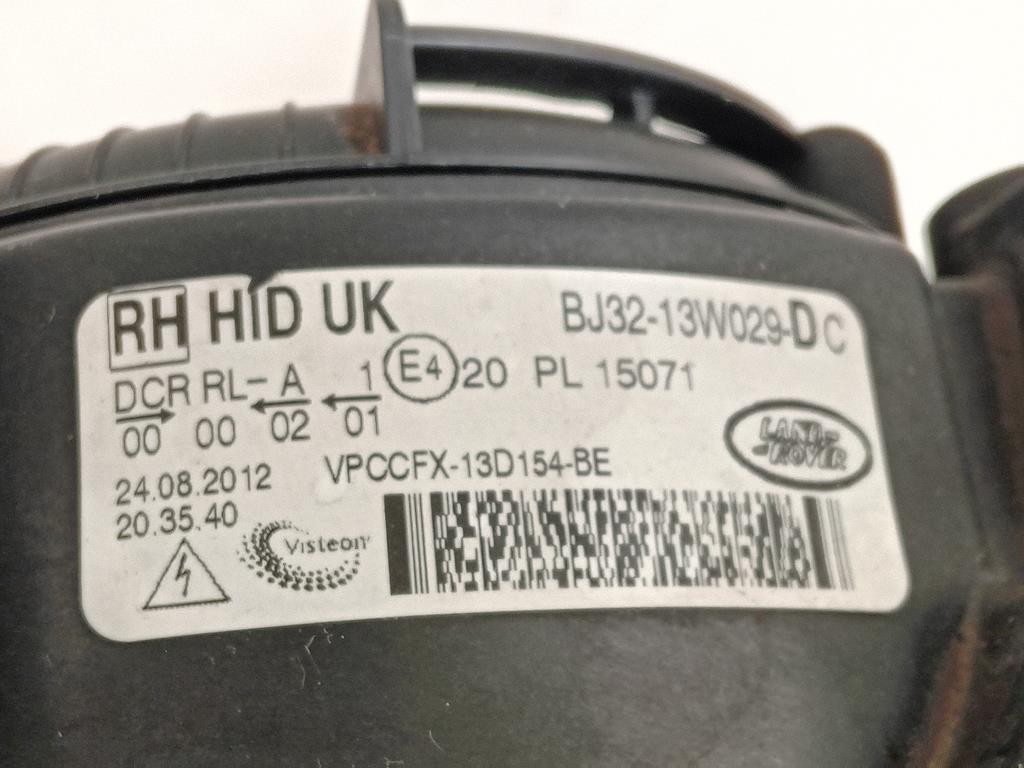 RH HID UK BJ32-13W029-D C
DCR RL- A 1 E4 20 PL 15071
00 00 02 01
LAND-
ROVER
VPCCFX-13D154-BE
24.08.2012
20.35.40
Visteon